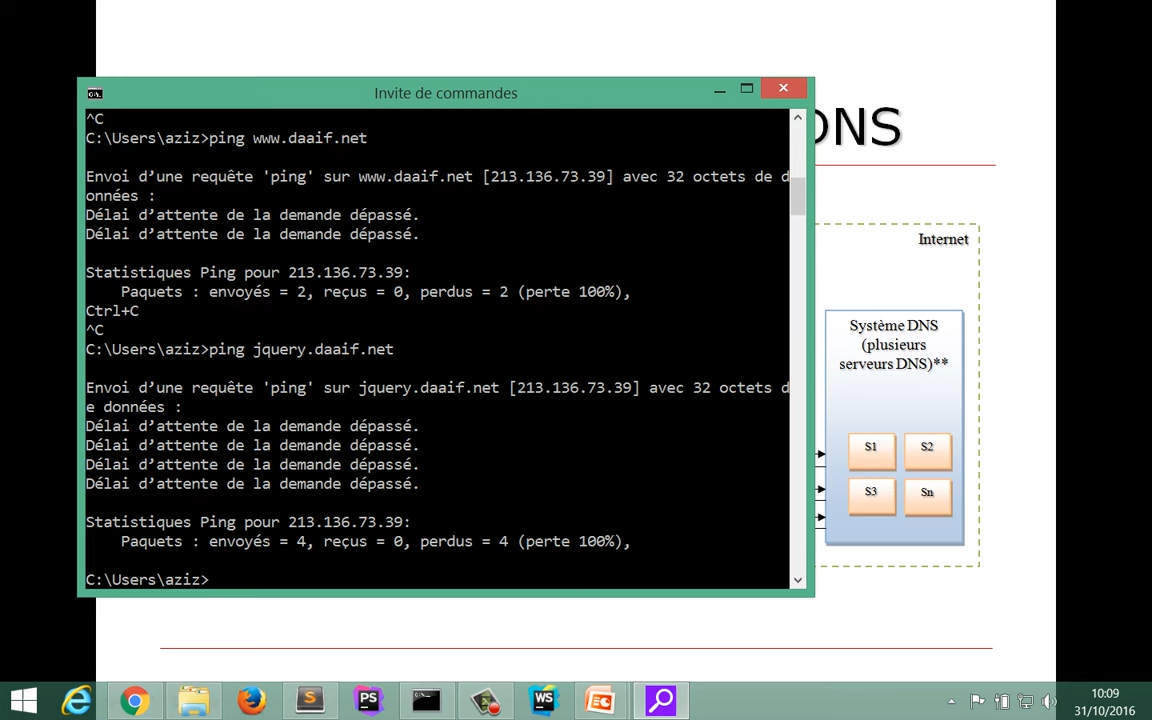 Invite de commandes
^C
C:\Users\aziz>ping www.daaif.net
Envoi d’une requête 'ping' sur www.daaif.net [213.136.73.39] avec 32 octets de d
onnées :
Délai d’attente de la demande dépassé.
Délai d’attente de la demande dépassé.
Statistiques Ping pour 213.136.73.39:
Paquets : envoyés = 2, reçus = 0, perdus = 2 (perte 100%),
Ctrl+C
^C
C:\Users\aziz>ping jquery.daaif.net
Envoi d’une requête 'ping' sur jquery.daaif.net [213.136.73.39] avec 32 octets d
e données :
Délai d’attente de la demande dépassé.
Délai d’attente de la demande dépassé.
Délai d’attente de la demande dépassé.
Délai d’attente de la demande dépassé.
Statistiques Ping pour 213.136.73.39:
Paquets : envoyés = 4, reçus = 0, perdus = 4 (perte 100%),
C:\Users\aziz>
DNS
Internet
Système DNS
(plusieurs
serveurs DNS)**
S1 S2
S3 Sn
10:09
31/10/2016